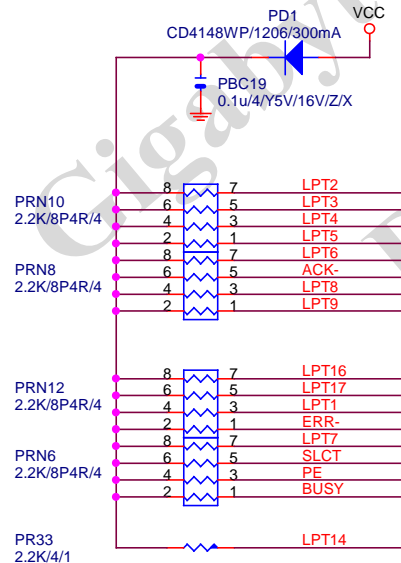 PD1
VCC
CD4148WP/1206/300mA
PBC19
0.1u/4/Y5V/16V/Z/X
Gigabyt
PRN10
2.2K/8P4R/4
8 7 LPT2
6 5 LPT3
4 3 LPT4
2 1 LPT5
PRN8
2.2K/8P4R/4
8 7 LPT6
6 5 ACK-
4 3 LPT8
2 1 LPT9
PRN12
2.2K/8P4R/4
8 7 LPT16
6 5 LPT17
4 3 LPT1
2 1 ERR-
PRN6
2.2K/8P4R/4
8 7 LPT7
6 5 SLCT
4 3 PE
2 1 BUSY
PR33
2.2K/4/1
LPT14